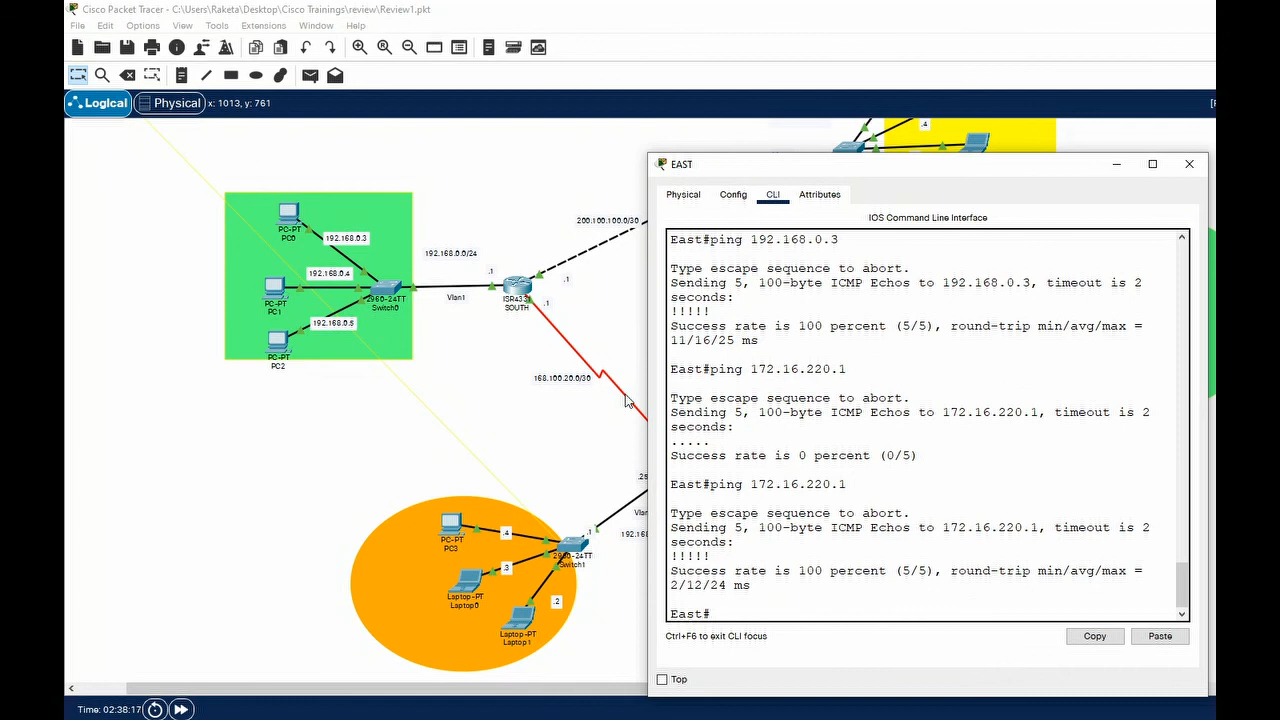 Cisco Packet Tracer - C:\Users\Raketa\Desktop\Cisco Trainings\review\Review1.pkt
File Edit Options View Tools Extensions Window Help
Logical Physical x: 1013, y: 761
.4
EAST
Physical Config CLI Attributes
IOS Command Line Interface
PC-PT
PC0
192.168.0.3
192.168.0.4
PC-PT
PC1
192.168.0.5
PC-PT
PC2
2960-24TT
Switch0
192.168.0.0/24
Vlan1
.1
ISR4331
SOUTH
.1
.1
200.100.100.0/30
168.100.20.0/30
PC-PT
PC3
.4
.3
Laptop-PT
Laptop0
.2
Laptop-PT
Laptop1
2960-24TT
Switch1
.1
East#ping 192.168.0.3
Type escape sequence to abort.
Sending 5, 100-byte ICMP Echos to 192.168.0.3, timeout is 2
seconds:
!!!!!
Success rate is 100 percent (5/5), round-trip min/avg/max =
11/16/25 ms
East#ping 172.16.220.1
Type escape sequence to abort.
Sending 5, 100-byte ICMP Echos to 172.16.220.1, timeout is 2
seconds:
.....
Success rate is 0 percent (0/5)
East#ping 172.16.220.1
Type escape sequence to abort.
Sending 5, 100-byte ICMP Echos to 172.16.220.1, timeout is 2
seconds:
!!!!!
Success rate is 100 percent (5/5), round-trip min/avg/max =
2/12/24 ms
East#
Ctrl+F6 to exit CLI focus
Copy Paste
Top
Time: 02:38:17